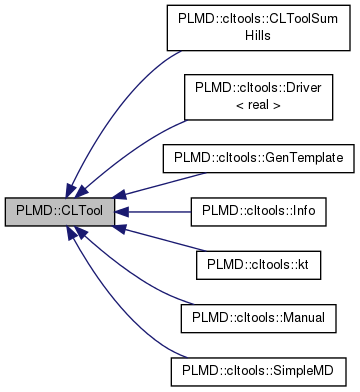 PLMD::cltools::CLToolSum
Hills
PLMD::cltools::Driver
< real >
PLMD::cltools::GenTemplate
PLMD::CLTool
PLMD::cltools::Info
PLMD::cltools::kt
PLMD::cltools::Manual
PLMD::cltools::SimpleMD